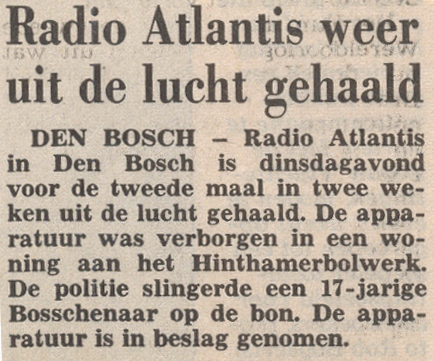 Radio Atlantis weer
uit de lucht gehaald
DEN BOSCH – Radio Atlantis
in Den Bosch is dinsdagavond
voor de tweede maal in twee we-
ken uit de lucht gehaald. De appa-
ratuur was verborgen in een wo-
ning aan het Hinthamerbolwerk.
De politie slingerde een 17-jarige
Bosschenaar op de bon. De appa-
ratuur is in beslag genomen.